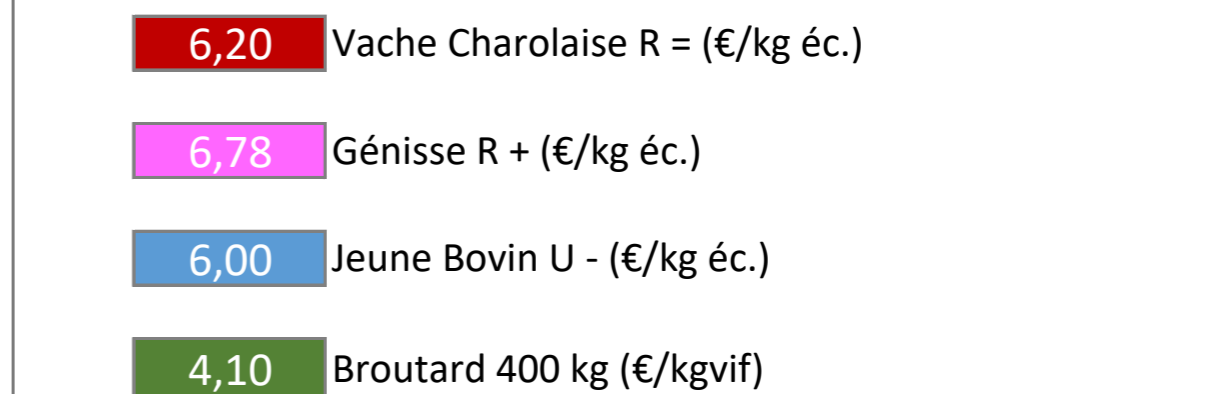 6,20 Vache Charolaise R = (€/kg éc.)
6,78 Génisse R + (€/kg éc.)
6,00 Jeune Bovin U - (€/kg éc.)
4,10 Broutard 400 kg (€/kgvif)